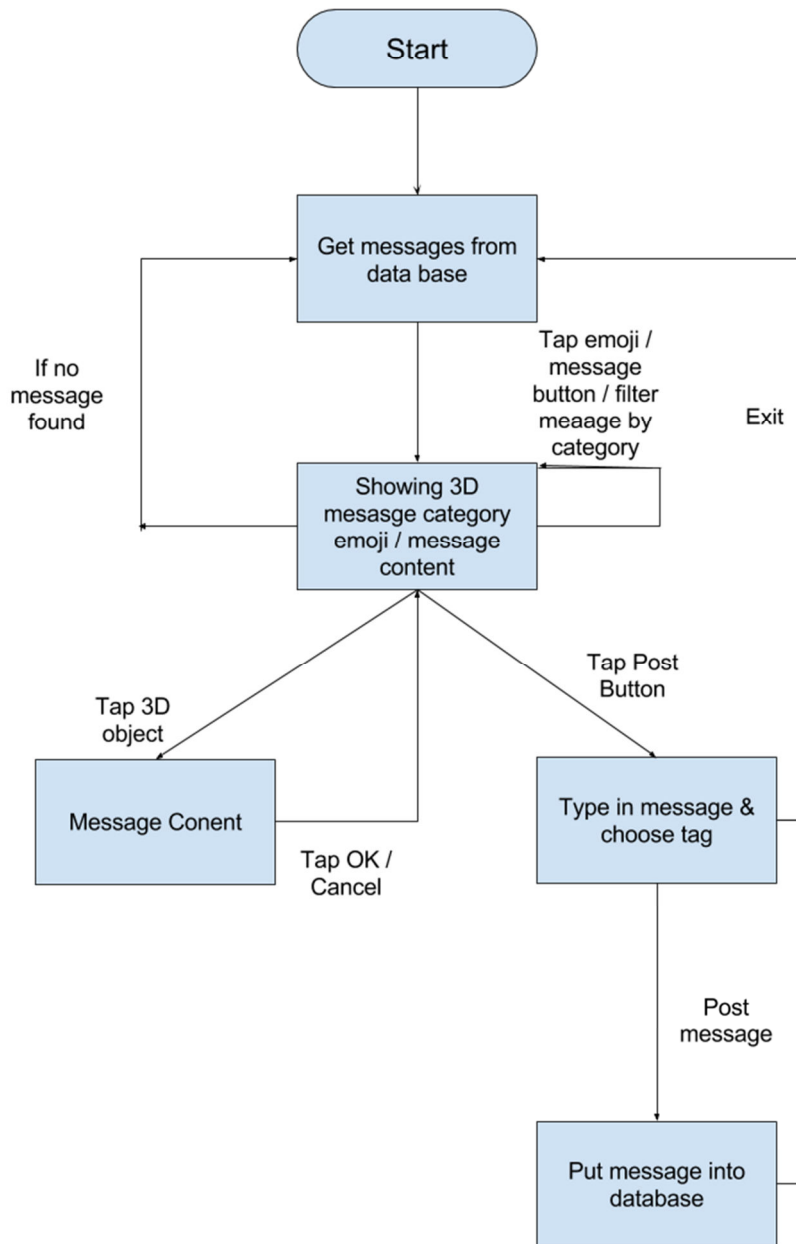 Start
Get messages from
data base
If no
message
found
Tap emoji /
message
button / filter
meaage by
category
Exit
Showing 3D
mesasge category
emoji / message
content
Tap 3D
object
Tap Post
Button
Message Conent
Tap OK /
Cancel
Type in message &
choose tag
Post
message
Put message into
database